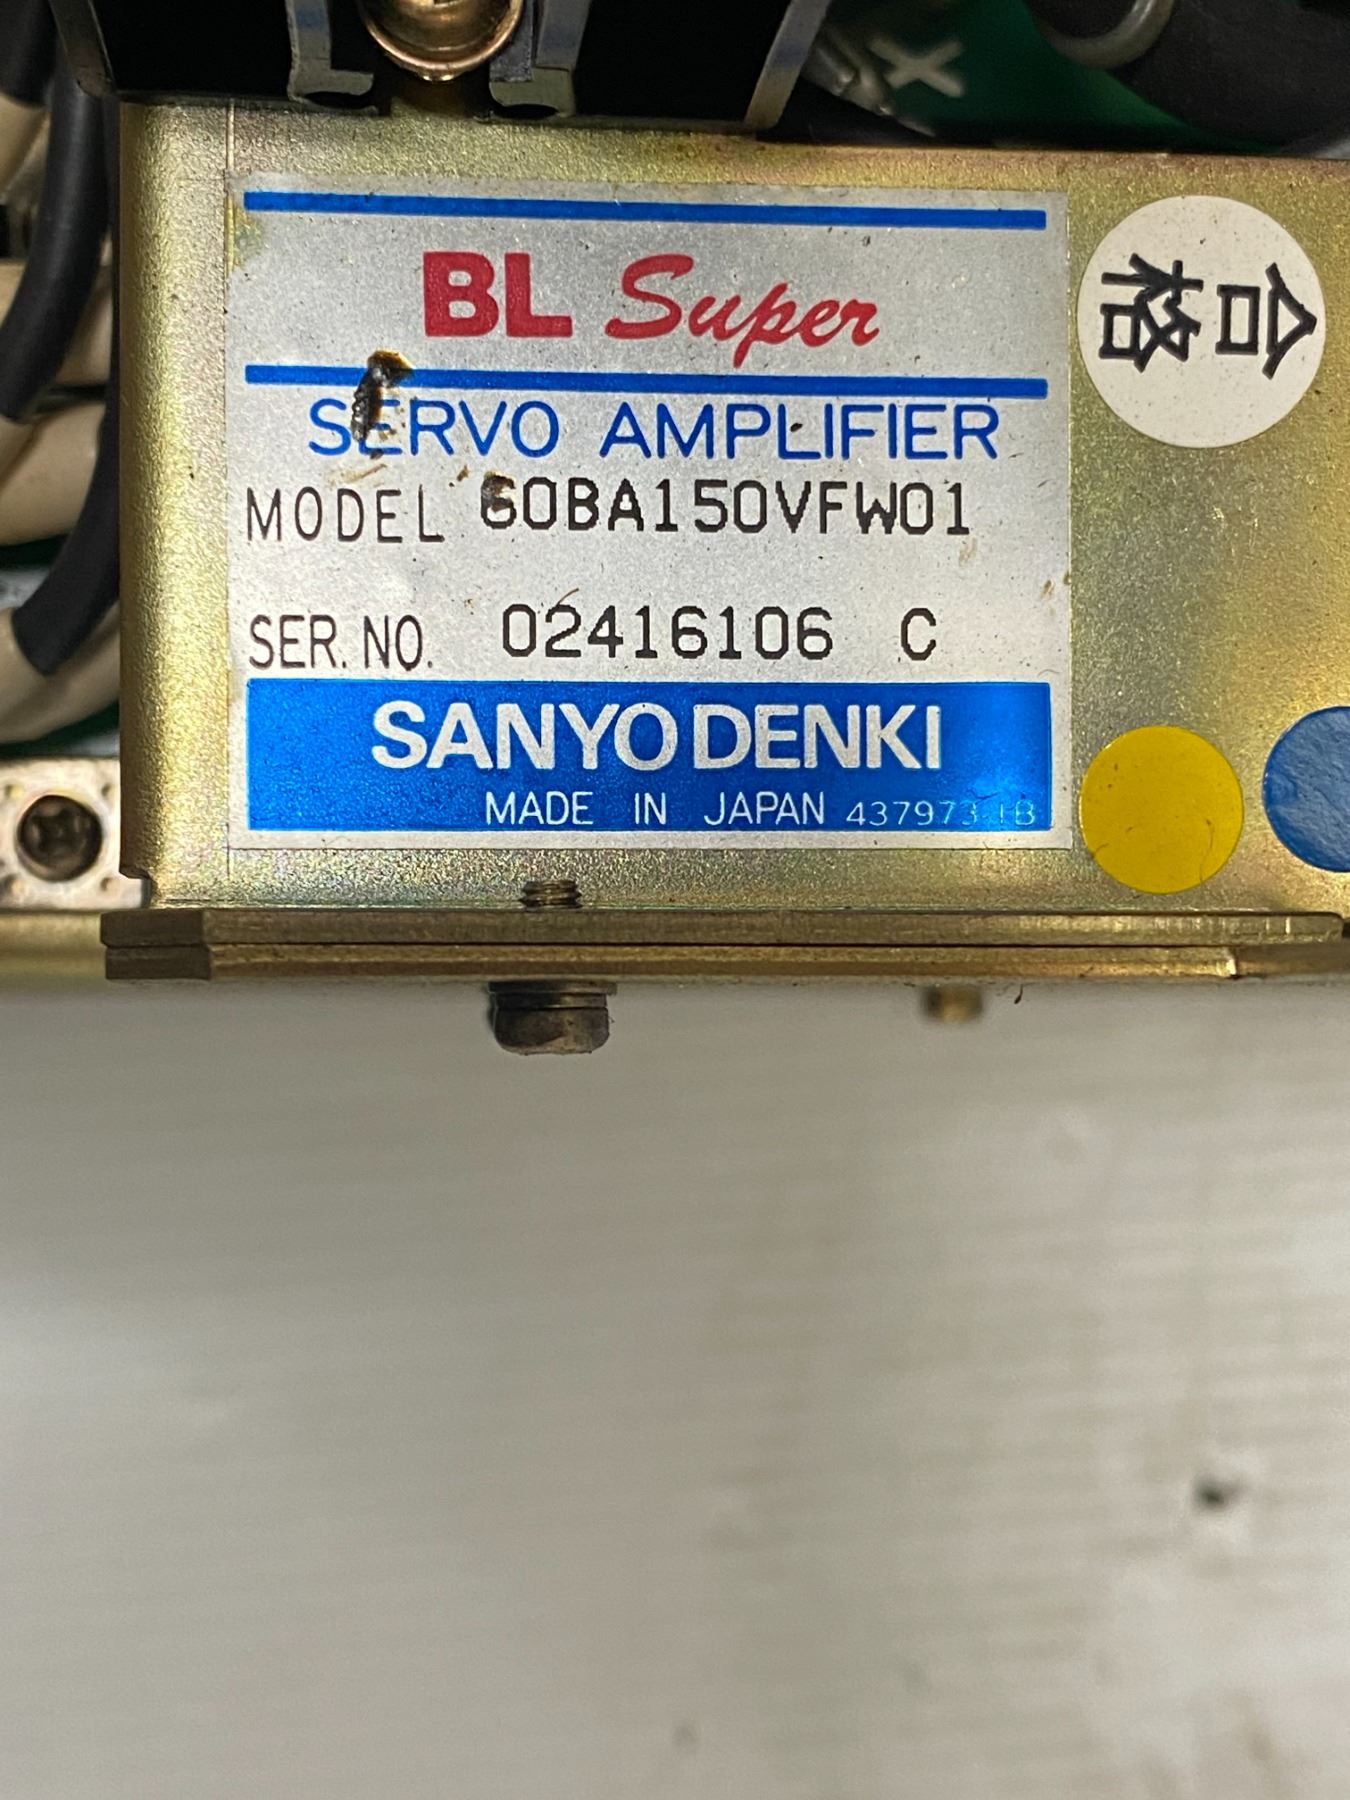 X
BL Super
SERVO AMPLIFIER
MODEL 60BA150VFW01
SER. NO. 02416106 C
SANYO DENKI
MADE IN JAPAN
合格